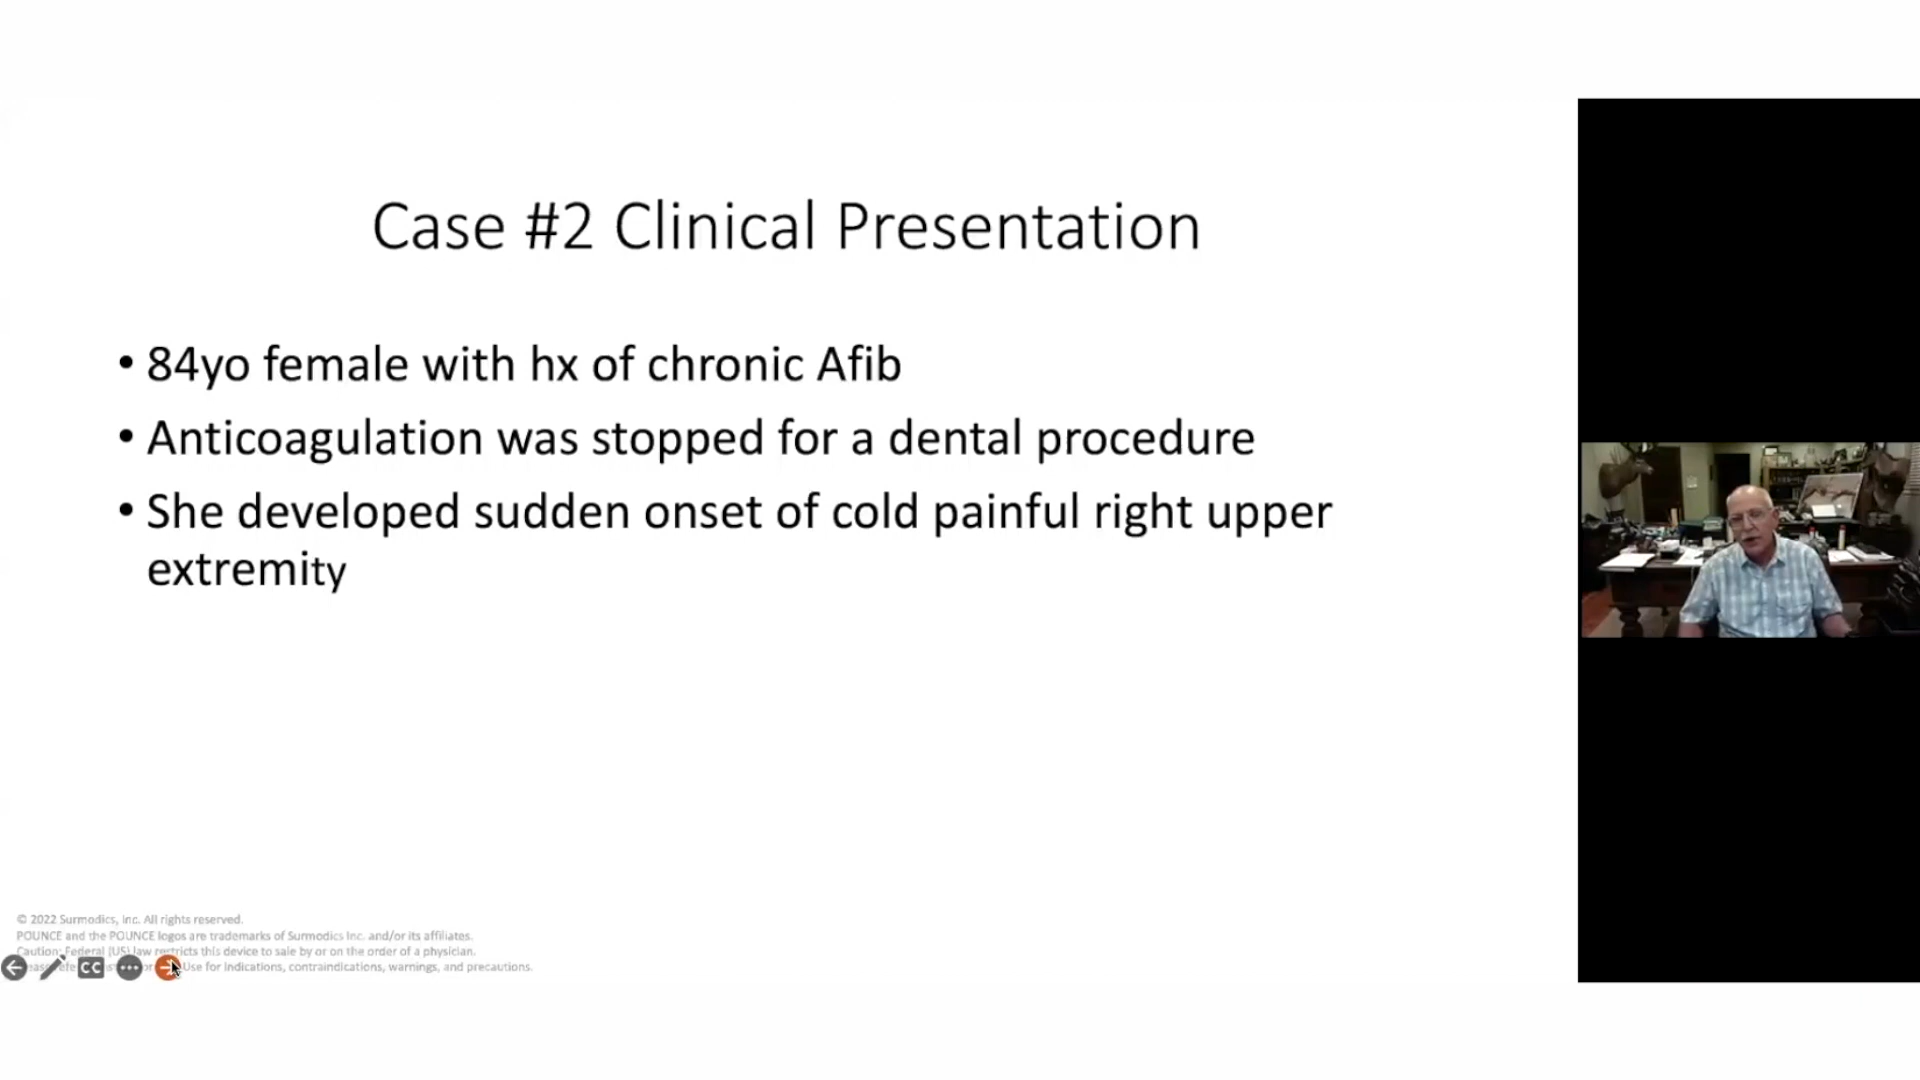 Case #2 Clinical Presentation
• 84yo female with hx of chronic Afib
• Anticoagulation was stopped for a dental procedure
• She developed sudden onset of cold painful right upper
extremity
© 2022 Surmodics, Inc. All rights reserved.
POUNCE and the POUNCE logos are trademarks of Surmodics Inc. and/or its affiliates.
Caution: Federal (US) law restricts this device to sale by or on the order of a physician.
Use for indications, contraindications, warnings, and precautions.
CC